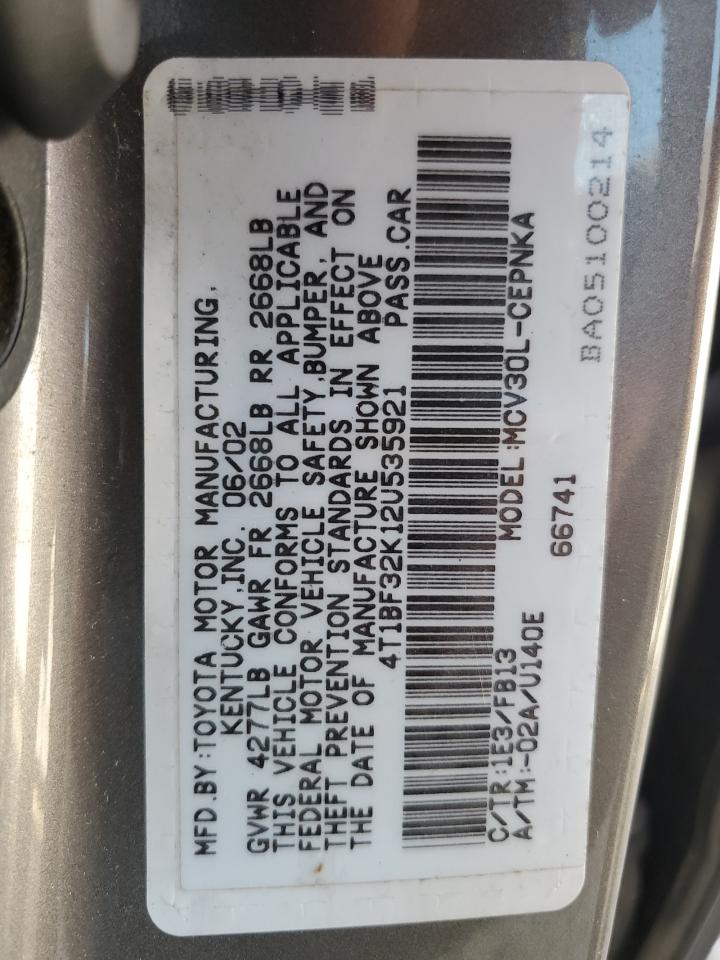 MFD.BY:TOYOTA MOTOR MANUFACTURING,
KENTUCKY,INC. 06/02
GVWR 4277LB GAWR FR 2668LB RR 2668LB
THIS VEHICLE CONFORMS TO ALL APPLICABLE
FEDERAL MOTOR VEHICLE SAFETY,BUMPER, AND
THEFT PREVENTION STANDARDS IN EFFECT ON
THE DATE OF MANUFACTURE SHOWN ABOVE
4T1BF32K12U535921 PASS.CAR
C/TR:1E3/FB13 MODEL:MCV30L-CEPNKA
A/TM:-02A/U140E
66741
BA05100214